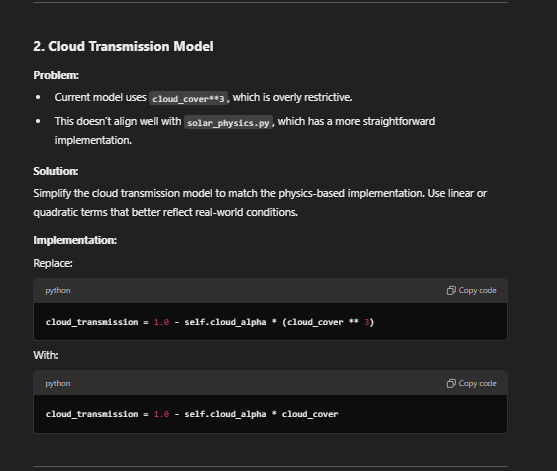 2. Cloud Transmission Model
Problem:
• Current model uses cloud_cover**3, which is overly restrictive.
• This doesn't align well with solar_physics.py, which has a more straightforward
implementation.
Solution:
Simplify the cloud transmission model to match the physics-based implementation. Use linear or
quadratic terms that better reflect real-world conditions.
Implementation:
Replace:
python Copy code
cloud_transmission = 1.0 - self.cloud_alpha * (cloud_cover ** 3)
With:
python Copy code
cloud_transmission = 1.0 - self.cloud_alpha * cloud_cover